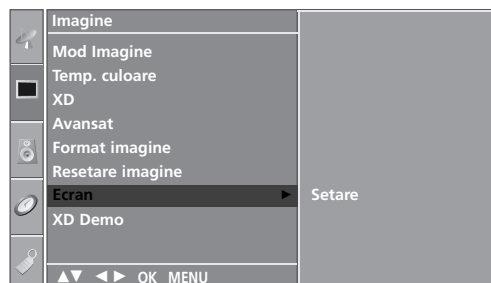 Imagine
Mod Imagine
Temp. culoare
XD
Avansat
Format imagine
Resetare imagine
Ecran ► Setare
XD Demo
▲▼ ◄► OK MENU